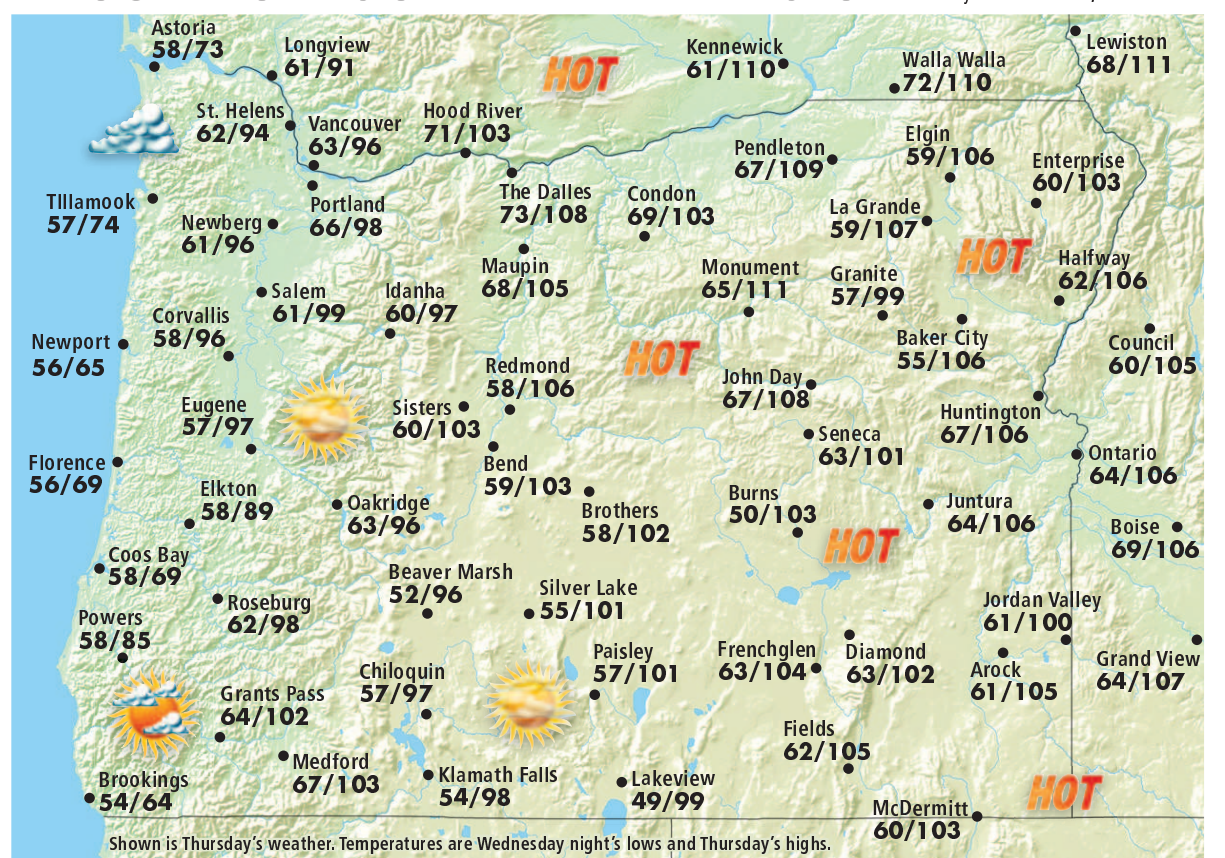 Astoria
58/73
Longview
61/91
HOT
Kennewick
61/110
Walla Walla
72/110
Lewiston
68/111
St. Helens
62/94
Vancouver
63/96
Hood River
71/103
Pendleton
67/109
Elgin
59/106
Enterprise
60/103
TIllamook
57/74
Newberg
61/96
Portland
66/98
The Dalles
73/108
Condon
69/103
La Grande
59/107
HOT
Maupin
68/105
Monument
65/111
Granite
57/99
Halfway
62/106
Salem
61/99
Idanha
60/97
Corvallis
58/96
Newport
56/65
HOT
Baker City
55/106
Council
60/105
Redmond
58/106
John Day
67/108
Eugene
57/97
Sisters
60/103
Huntington
67/106
Seneca
63/101
Florence
56/69
Bend
59/103
Ontario
64/106
Elkton
58/89
Oakridge
63/96
Brothers
58/102
Burns
50/103
Juntura
64/106
Boise
69/106
HOT
Coos Bay
58/69
Beaver Marsh
52/96
Silver Lake
55/101
Roseburg
62/98
Jordan Valley
61/100
Powers
58/85
Chiloquin
57/97
Paisley
57/101
Frenchglen
63/104
Diamond
63/102
Arock
61/105
Grand View
64/107
Grants Pass
64/102
Fields
62/105
Medford
67/103
Brookings
54/64
Klamath Falls
54/98
Lakeview
49/99
HOT
McDermitt
60/103
Shown is Thursday's weather. Temperatures are Wednesday night's lows and Thursday's highs.